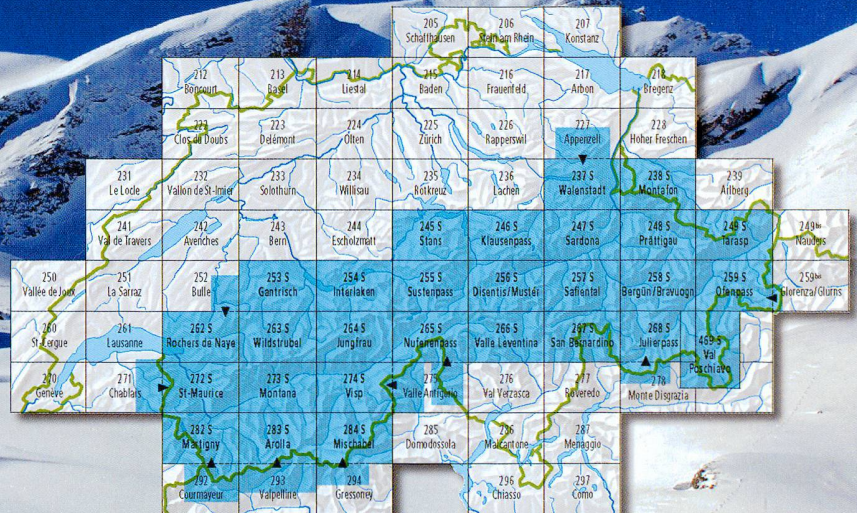 205 206 207
Schaffhausen Stein am Rhein Konstanz
212 213 214 215 216 217 218
Boncourt Basel Liestal Baden Frauenfeld Arbon Bregenz
222 223 224 225 226 227 228
Clos du Doubs Delémont Olten Zürich Rapperswil Appenzell Hoher Freschen
231 232 233 234 235 236 237 S 238 S 239
Le Locle Vallon de St-Imier Solothurn Willisau Rotkreuz Lachen Walenstadt Montafon Arlberg
241 242 243 244 245 S 246 S 247 S 248 S 249 S 249 bis
Val de Travers Avenches Bern Escholzmatt Stans Klausenpass Sardona Prättigau Tarasp Nauders
250 251 252 253 S 254 S 255 S 256 S 257 S 258 S 259 S 259 bis
Vallée de Joux La Sarraz Bulle Gantrisch Interlaken Sustenpass Disentis/Mustér Safiental Bergün/Bravuogn Ofenpass Glorenza/Glurns
260 261 262 S 263 S 264 S 265 S 266 S 267 S 268 S 469 S
St-Cergue Lausanne Rochers de Naye Wildstrubel Jungfrau Nufenenpass Valle Leventina San Bernardino Julierpass Val
Poschiavo
270 271 272 S 273 S 274 S 275 276 277 278
Genève Chablais St-Maurice Montana Visp Valle Antigorio Val Verzasca Roveredo Monte Disgrazia
282 S 283 S 284 S 285 286 287
Martigny Arolla Mischabel Domodossola Malcantone Menaggio
292 293 294 296 297
Courmayeur Valpelline Gressoney Chiasso Como